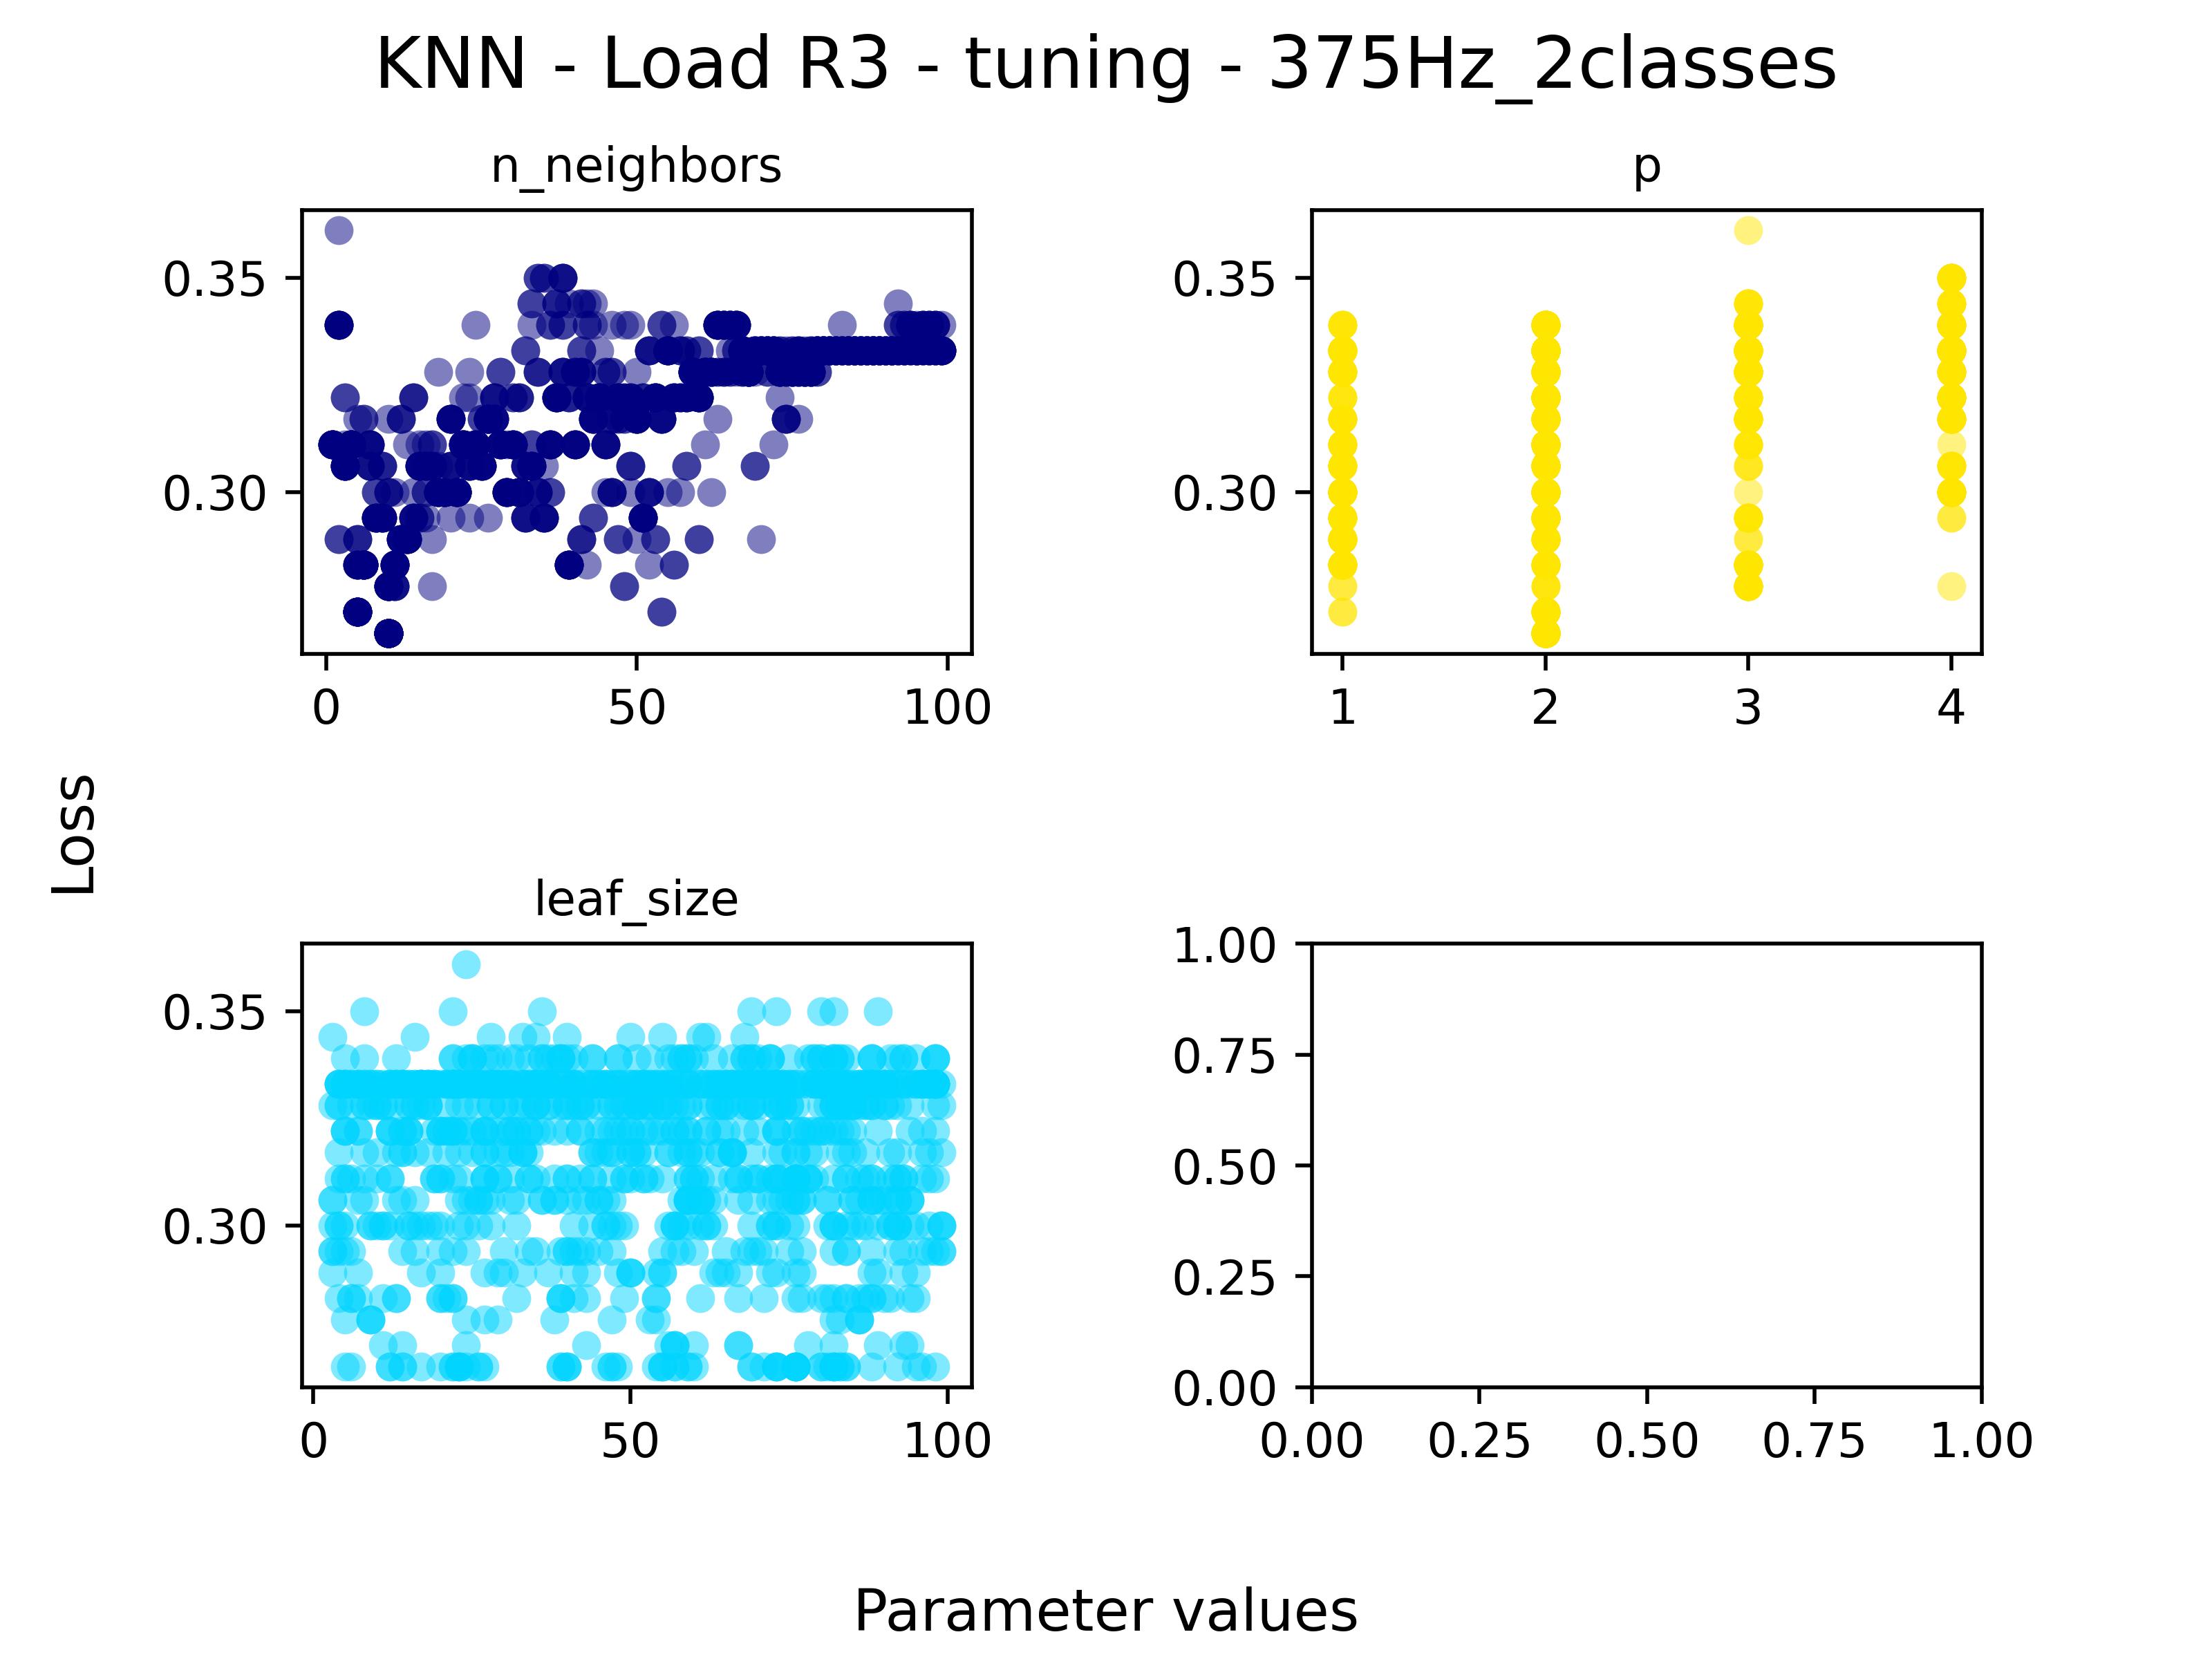 KNN - Load R3 - tuning - 375Hz_2classes
n_neighbors
0.35
0.30
0 50 100
p
0.35
0.30
1 2 3 4
Loss
leaf_size
0.35
0.30
0 50 100
1.00
0.75
0.50
0.25
0.00
0.00 0.25 0.50 0.75 1.00
Parameter values